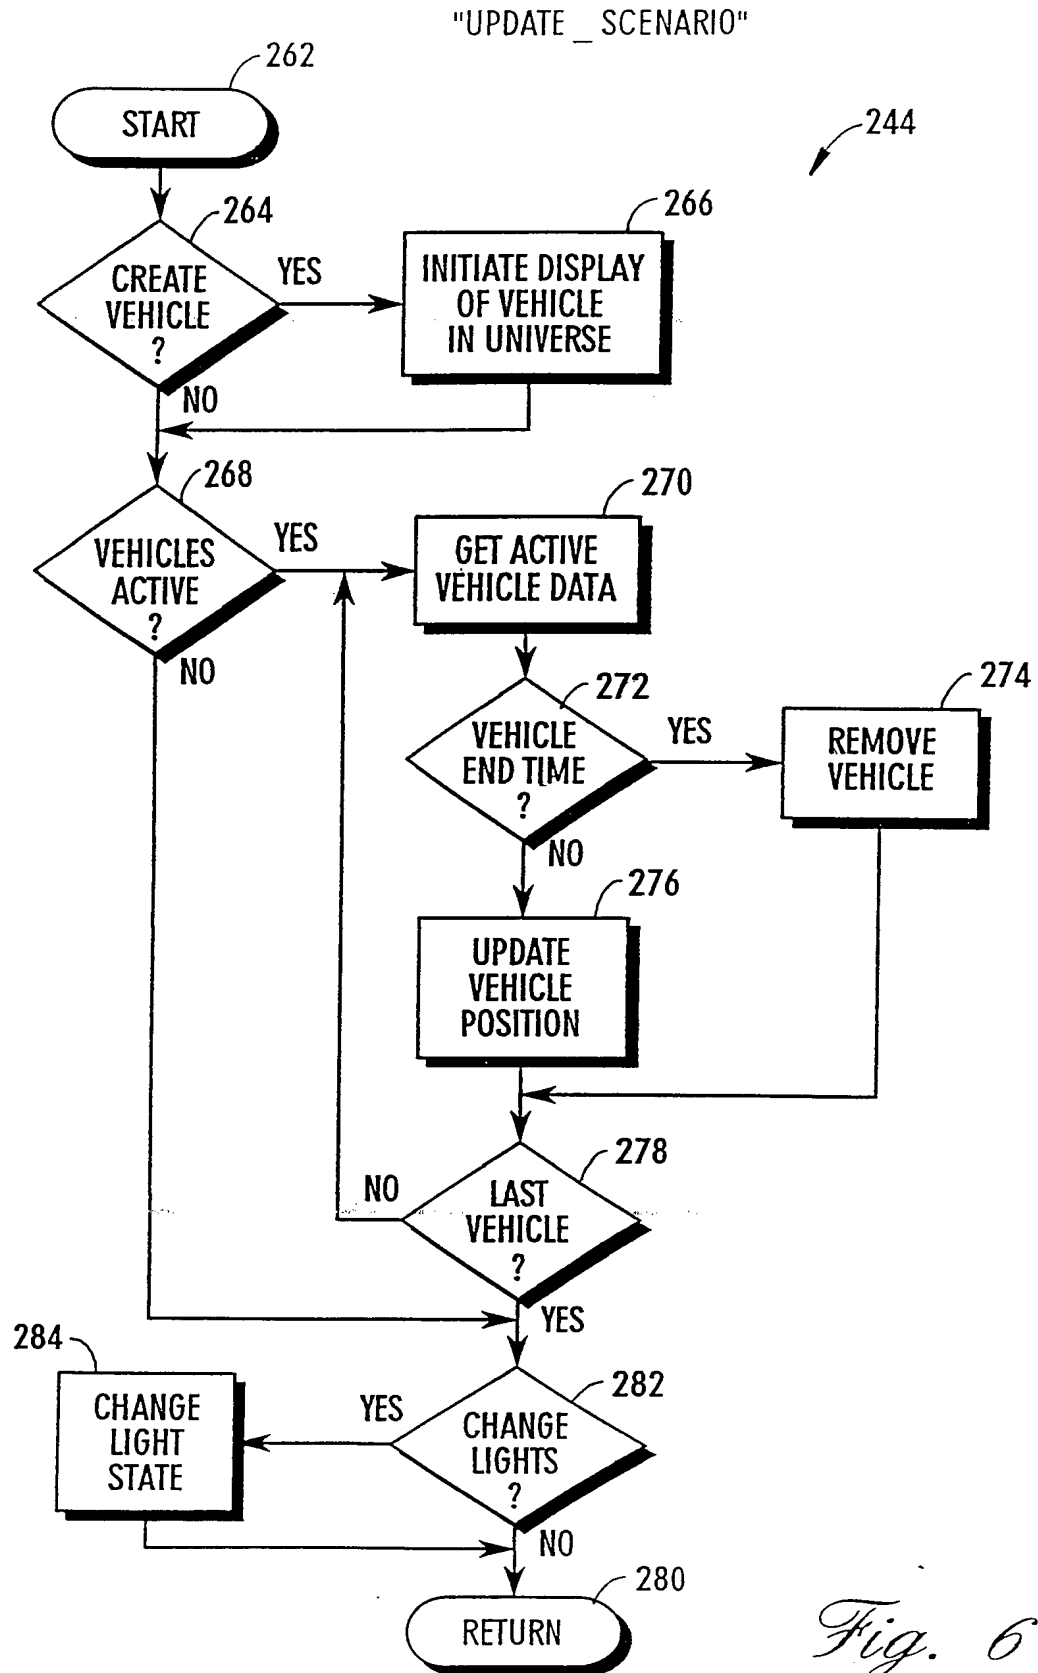 "UPDATE _ SCENARIO"
262
START
244
264
266
CREATE
VEHICLE
?
YES
INITIATE DISPLAY
OF VEHICLE
IN UNIVERSE
NO
268
270
VEHICLES
ACTIVE
?
YES
GET ACTIVE
VEHICLE DATA
NO
272
274
VEHICLE
END TIME
?
YES
REMOVE
VEHICLE
NO
276
UPDATE
VEHICLE
POSITION
278
NO
LAST
VEHICLE
?
YES
284
282
CHANGE
LIGHT
STATE
YES
CHANGE
LIGHTS
?
NO
280
RETURN
Fig. 6